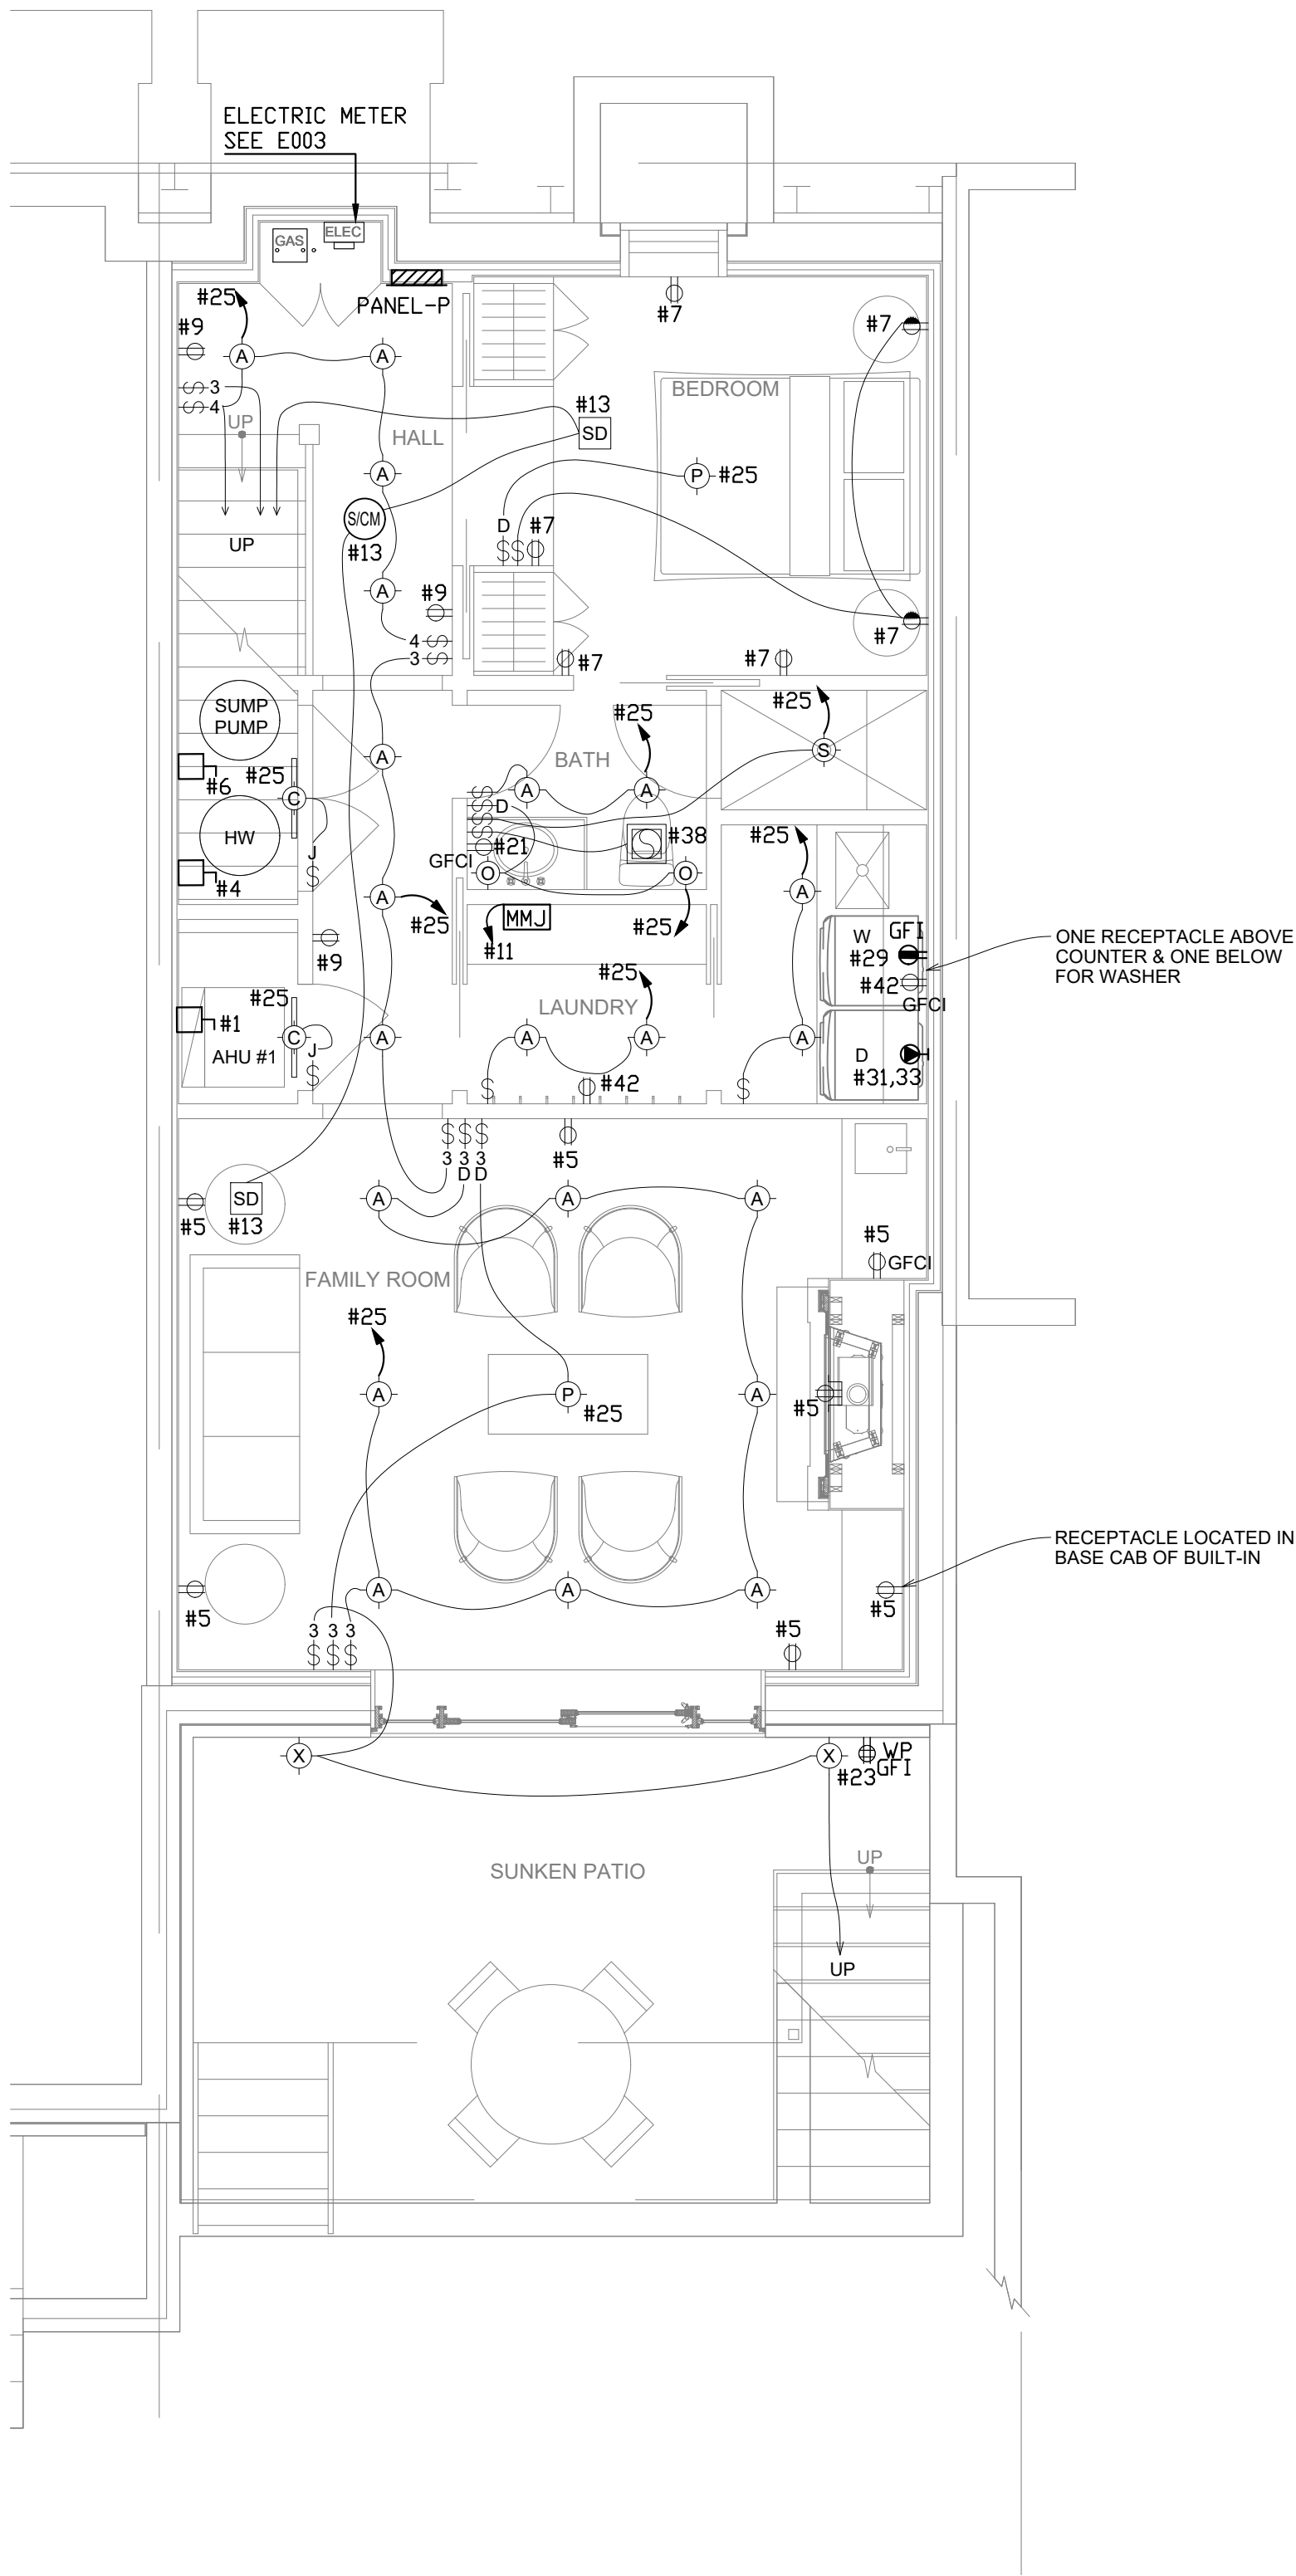 ELECTRIC METER
SEE E003
GAS
ELEC
#25
PANEL-P
#7
#9
A
A
#7
3
4
BEDROOM
UP
#13
HALL
SD
A
P
#25
D
#7
S/CM
UP
#13
A
#9
#7
4
3
#7
#7
#25
SUMP
PUMP
#25
A
BATH
S
#25
#6
C
A
A
D
HW
#38
#25
#21
J
GFCI
O
O
#4
A
A
MMJ
#25
#25
#11
W
GFI
ONE RECEPTACLE ABOVE
COUNTER & ONE BELOW
FOR WASHER
#9
#29
#25
#42
#25
GFCI
LAUNDRY
#1
C
A
A
A
A
J
AHU #1
D
#31,33
#42
3
3
3
#5
D
D
SD
A
A
A
#5
#13
#5
GFCI
FAMILY ROOM
#25
A
P
A
#5
#25
RECEPTACLE LOCATED IN
BASE CAB OF BUILT-IN
A
A
A
#5
#5
3
3
3
#5
X
X
WP
GFI
#23
UP
SUNKEN PATIO
UP